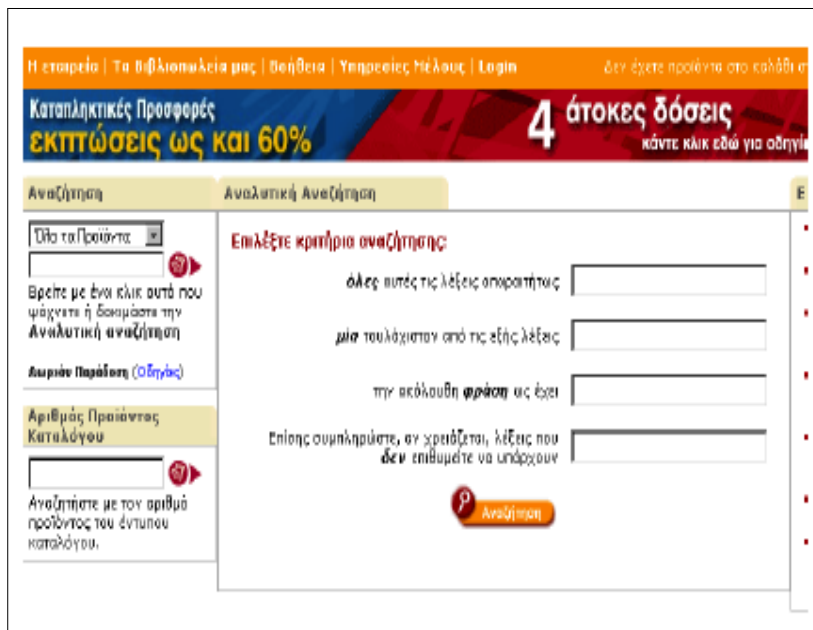 Η εταιρεία | Τα Βιβλιοπωλεία μας | Βοήθεια | Υπηρεσίες Μέλους | Login
Δεν έχετε προϊόντα στο καλάθι σ
Καταπληκτικές Προσφορές
εκπτώσεις ως και 60%
4 άτοκες δόσεις
κάντε κλικ εδώ για οδηγί
Αναζήτηση
Όλα τα Προϊόντα
Βρείτε με ένα κλικ αυτό που
ψάχνετε ή δοκιμάστε την
Αναλυτική αναζήτηση
Δωρεάν Παράδοση (Οδηγίες)
Αριθμός Προϊόντος
Καταλόγου
Αναζητήστε με τον αριθμό
προϊόντος του έντυπου
καταλόγου.
Αναλυτική Αναζήτηση
Επιλέξτε κριτήρια αναζήτησης:
όλες αυτές τις λέξεις απαραιτήτως
μία τουλάχιστον από τις εξής λέξεις
την ακόλουθη φράση ως έχει
Επίσης συμπληρώστε, αν χρειάζεται, λέξεις που
δεν επιθυμείτε να υπάρχουν
Αναζήτηση
Ε